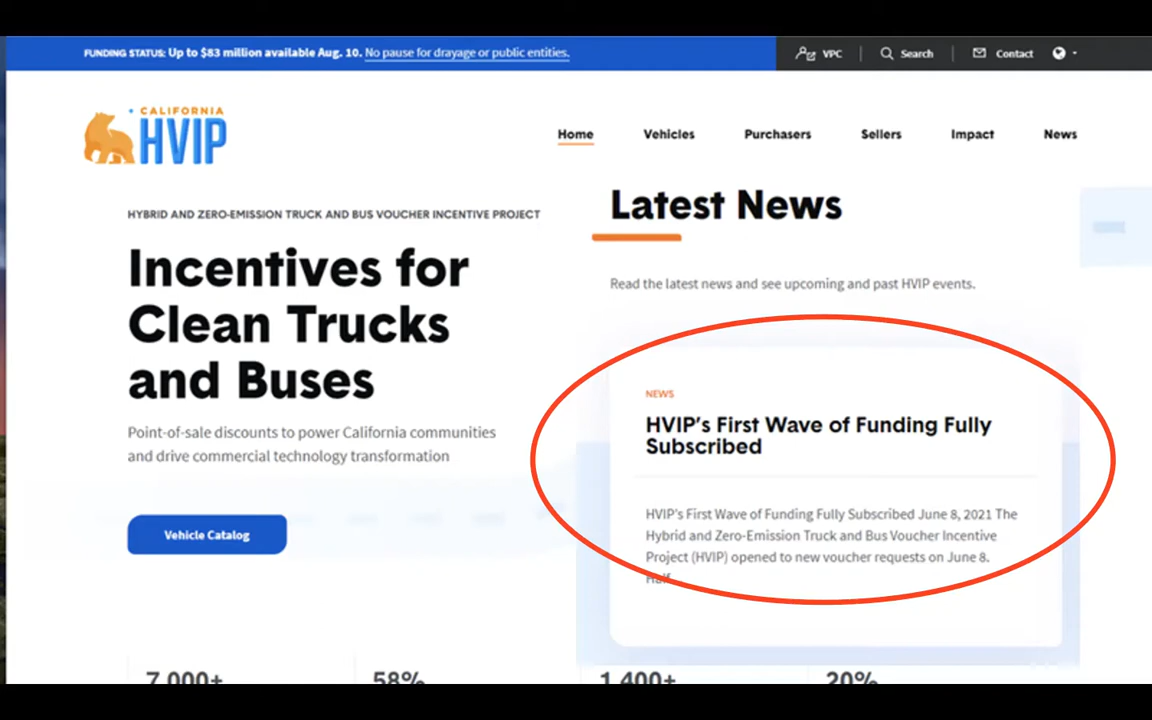 FUNDING STATUS: Up to $83 million available Aug. 10. No pause for drayage or public entities.
VPC
Search
Contact
CALIFORNIA
HVIP
Home
Vehicles
Purchasers
Sellers
Impact
News
HYBRID AND ZERO-EMISSION TRUCK AND BUS VOUCHER INCENTIVE PROJECT
Incentives for
Clean Trucks
and Buses
Point-of-sale discounts to power California communities
and drive commercial technology transformation
Vehicle Catalog
Latest News
Read the latest news and see upcoming and past HVIP events.
NEWS
HVIP's First Wave of Funding Fully
Subscribed
HVIP's First Wave of Funding Fully Subscribed June 8, 2021 The
Hybrid and Zero-Emission Truck and Bus Voucher Incentive
Project (HVIP) opened to new voucher requests on June 8.
Half
7,000+
58%
1,400+
20%